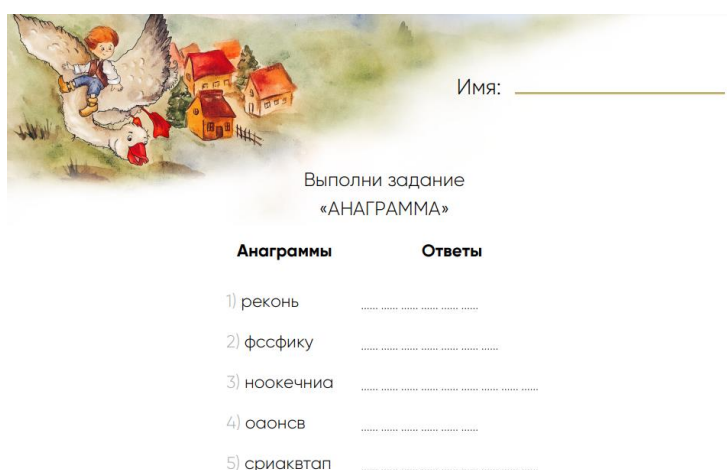 Имя:
Выполни задание
«АНАГРАММА»
Анаграммы Ответы
1) реконь
2) фссфику
3) ноокечниа
4) оаонсв
5) сриаквтап